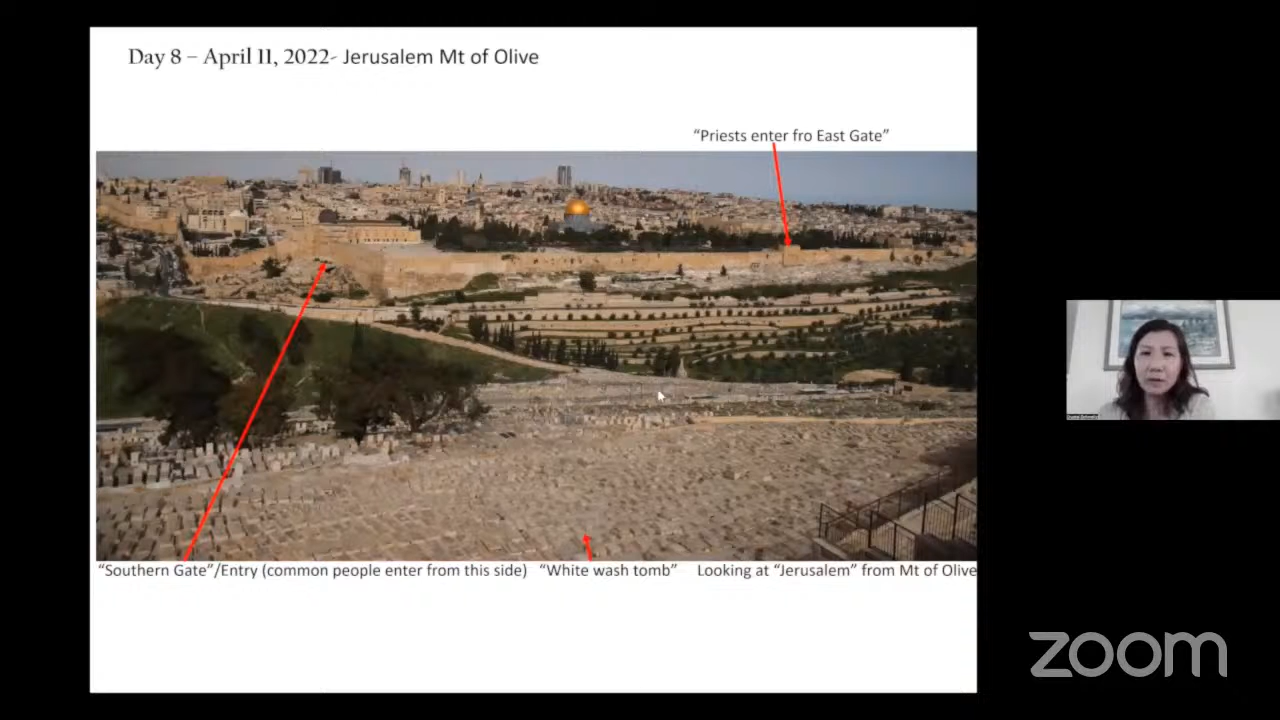 Day 8 – April 11, 2022- Jerusalem Mt of Olive
“Priests enter fro East Gate”
“Southern Gate”/Entry (common people enter from this side)
“White wash tomb”
Looking at “Jerusalem” from Mt of Olive
zoom